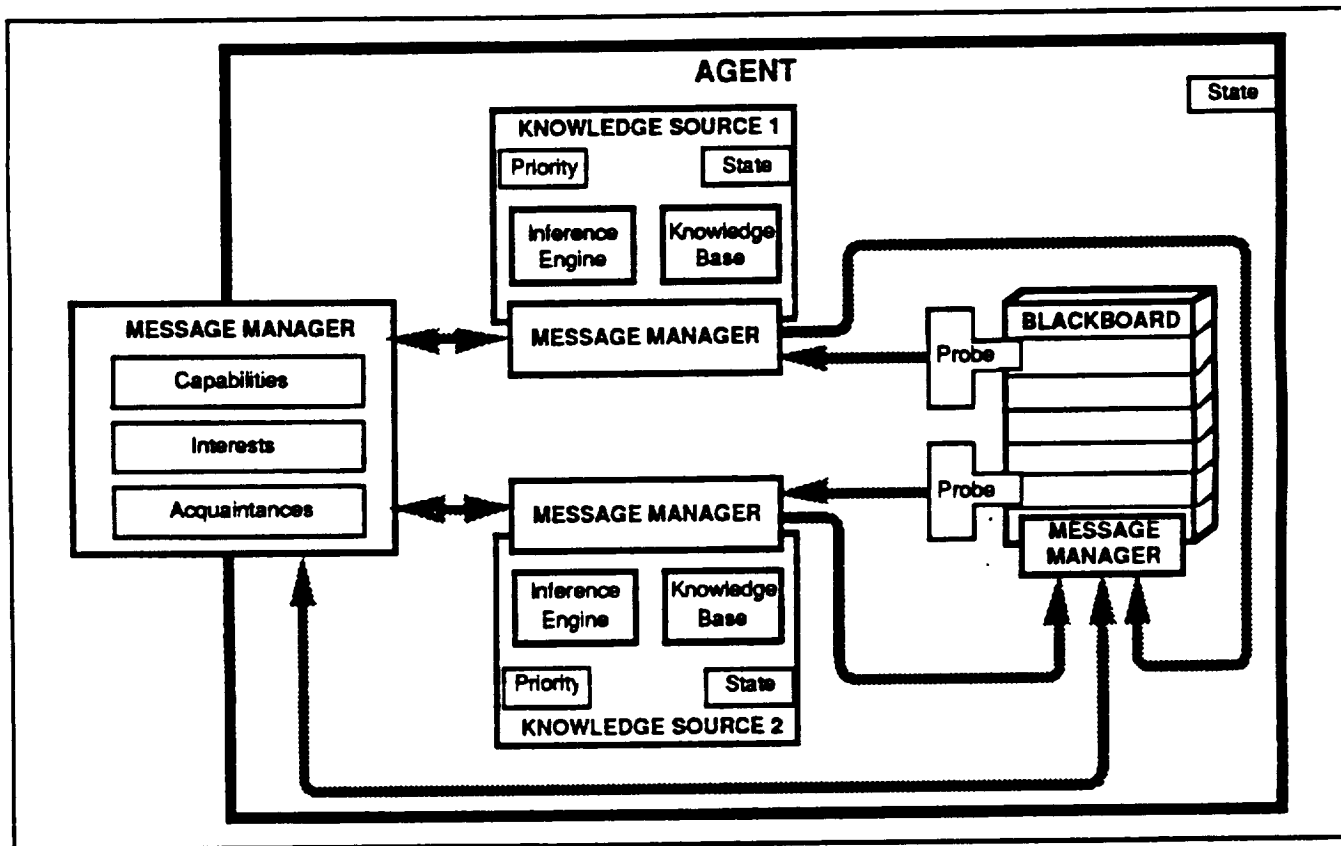 AGENT
State
KNOWLEDGE SOURCE 1
Priority
State
Inference
Engine
Knowledge
Base
MESSAGE MANAGER
MESSAGE MANAGER
Capabilities
Interests
Acquaintances
BLACKBOARD
Probe
Probe
MESSAGE
MANAGER
MESSAGE MANAGER
Inference
Engine
Knowledge
Base
Priority
State
KNOWLEDGE SOURCE 2